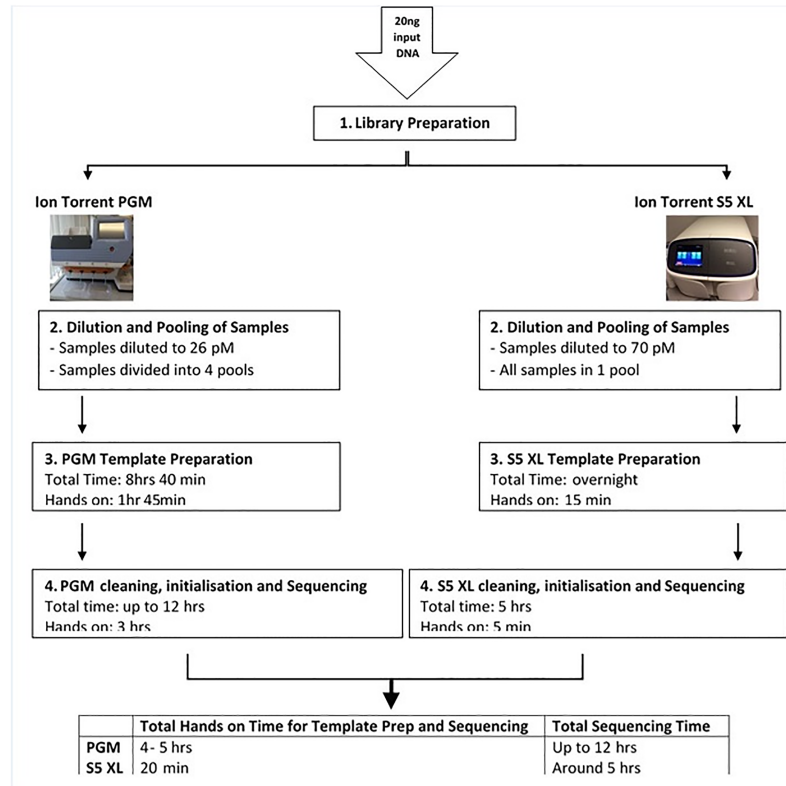 20ng
input
DNA
1. Library Preparation
Ion Torrent PGM
Ion Torrent S5 XL
2. Dilution and Pooling of Samples
- Samples diluted to 26 pM
- Samples divided into 4 pools
2. Dilution and Pooling of Samples
- Samples diluted to 70 pM
- All samples in 1 pool
3. PGM Template Preparation
Total Time: 8hrs 40 min
Hands on: 1hr 45min
3. S5 XL Template Preparation
Total Time: overnight
Hands on: 15 min
4. PGM cleaning, initialisation and Sequencing
Total time: up to 12 hrs
Hands on: 3 hrs
4. S5 XL cleaning, initialisation and Sequencing
Total time: 5 hrs
Hands on: 5 min
Total Hands on Time for Template Prep and Sequencing Total Sequencing Time
PGM 4- 5 hrs Up to 12 hrs
S5 XL 20 min Around 5 hrs